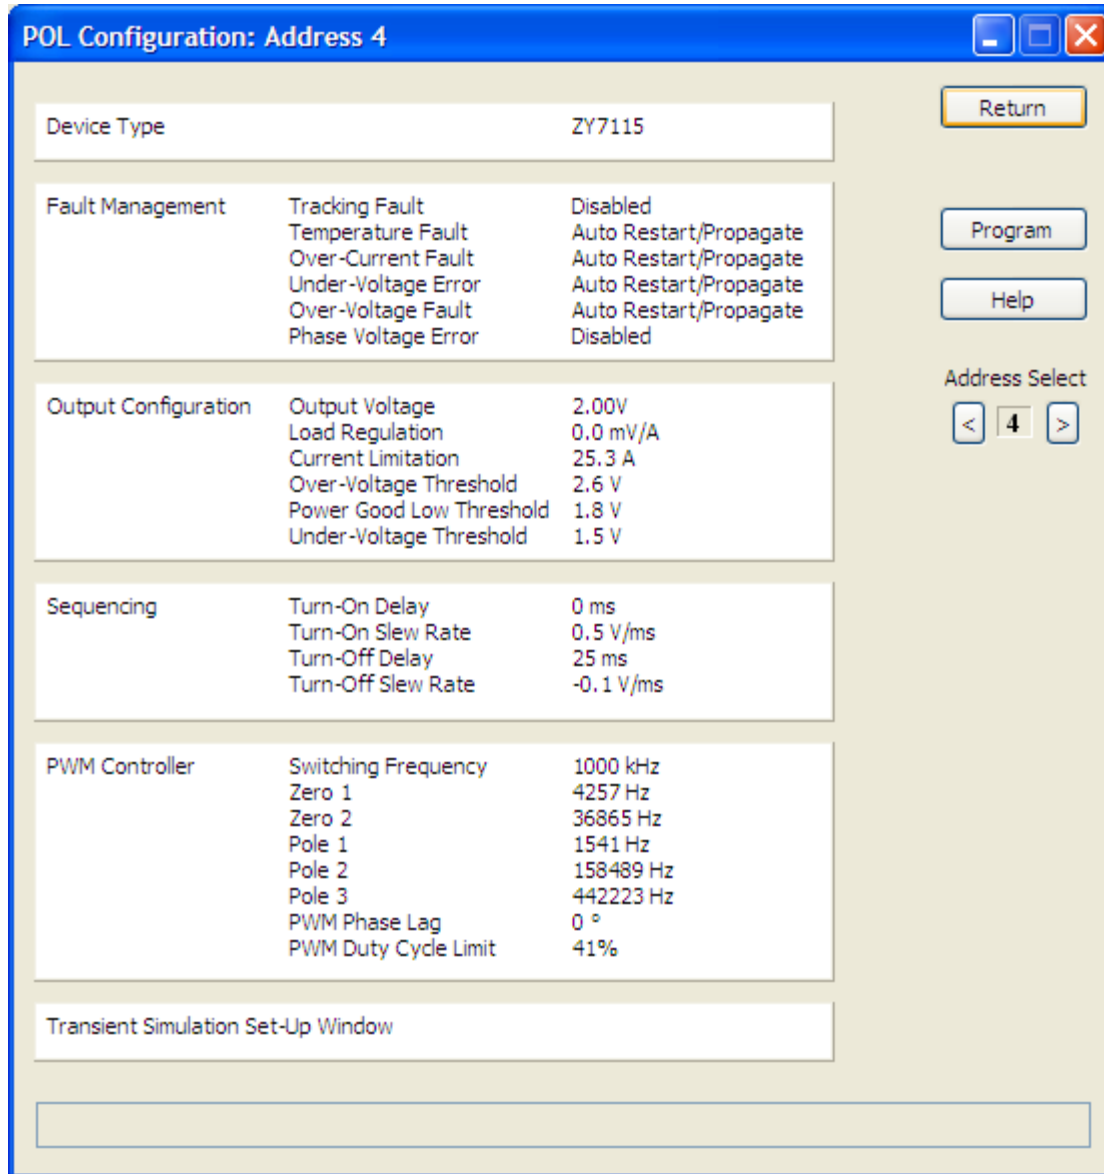 POL Configuration: Address 4
Return
Device Type ZY7115
Fault Management Tracking Fault Disabled
Temperature Fault Auto Restart/Propagate
Program
Over-Current Fault Auto Restart/Propagate
Under-Voltage Error Auto Restart/Propagate
Over-Voltage Fault Auto Restart/Propagate
Help
Phase Voltage Error Disabled
Address Select
< 4 >
Output Configuration Output Voltage 2.00V
Load Regulation 0.0 mV/A
Current Limitation 25.3 A
Over-Voltage Threshold 2.6 V
Power Good Low Threshold 1.8 V
Under-Voltage Threshold 1.5 V
Sequencing Turn-On Delay 0 ms
Turn-On Slew Rate 0.5 V/ms
Turn-Off Delay 25 ms
Turn-Off Slew Rate -0.1 V/ms
PWM Controller Switching Frequency 1000 kHz
Zero 1 4257 Hz
Zero 2 36865 Hz
Pole 1 1541 Hz
Pole 2 158489 Hz
Pole 3 442223 Hz
PWM Phase Lag 0 °
PWM Duty Cycle Limit 41%
Transient Simulation Set-Up Window